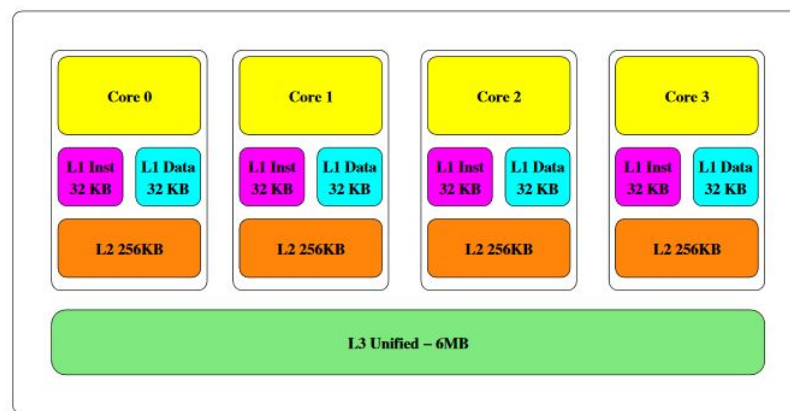 Core 0
Core 1
Core 2
Core 3
L1 Inst
32 KB
L1 Data
32 KB
L1 Inst
32 KB
L1 Data
32 KB
L1 Inst
32 KB
L1 Data
32 KB
L1 Inst
32 KB
L1 Data
32 KB
L2 256KB
L2 256KB
L2 256KB
L2 256KB
L3 Unified – 6MB